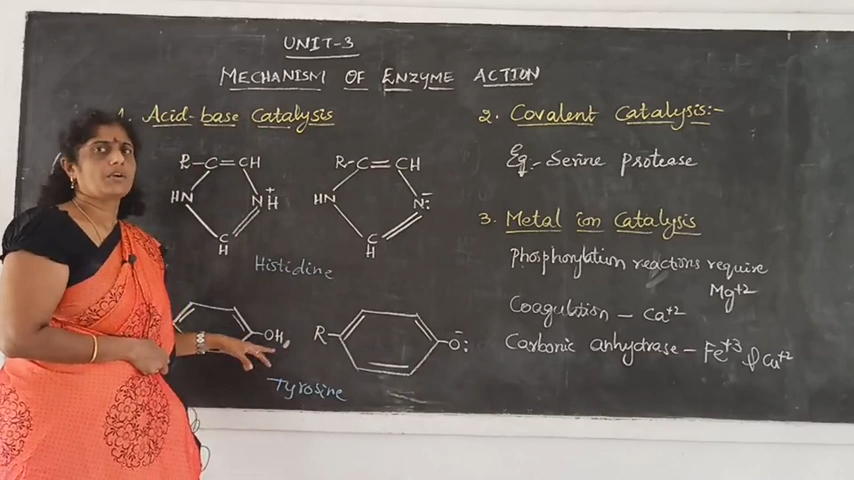 UNIT-3
MECHANISM OF ENZYME ACTION
1. Acid-base Catalysis
R-C=CH
HN
N+H
C
H
R-C=CH
HN
N:-
C
H
Histidine
OH
R
O:-
Tyrosine
2. Covalent Catalysis:-
Eg.- Serine protease
3. Metal ion Catalysis
Phosphorylation reactions require
Mg+2
Coagulation - Ca+2
Carbonic anhydrase - Fe+3 & Cu+2